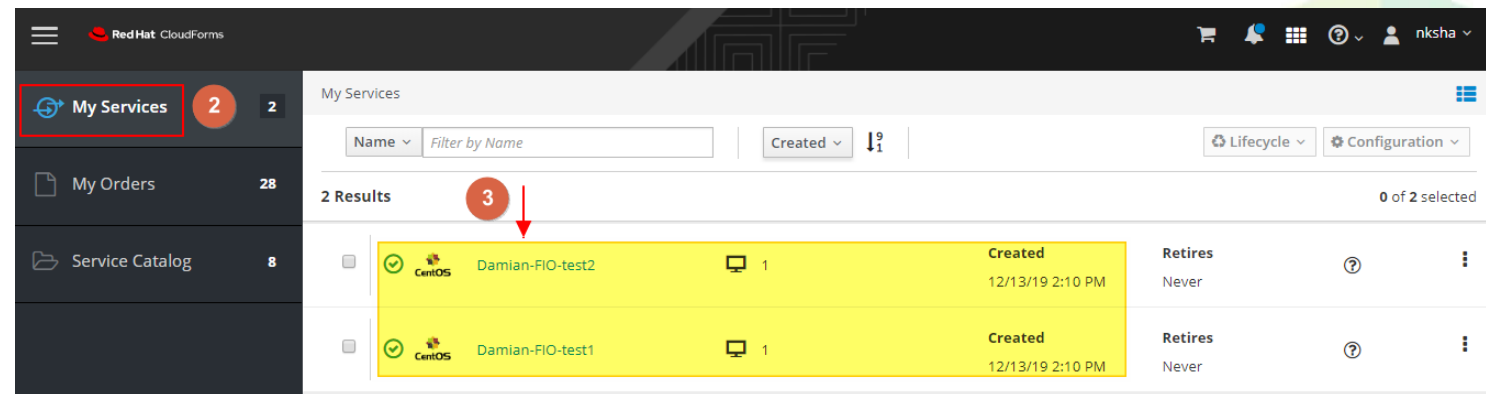 Red Hat CloudForms
nksha
My Services 2 2
My Orders 28
Service Catalog 8
My Services
Name Filter by Name Created 9 1 Lifecycle Configuration
2 Results 3 0 of 2 selected
CentOS Damian-FIO-test2 1 Created 12/13/19 2:10 PM Retires Never ?
CentOS Damian-FIO-test1 1 Created 12/13/19 2:10 PM Retires Never ?